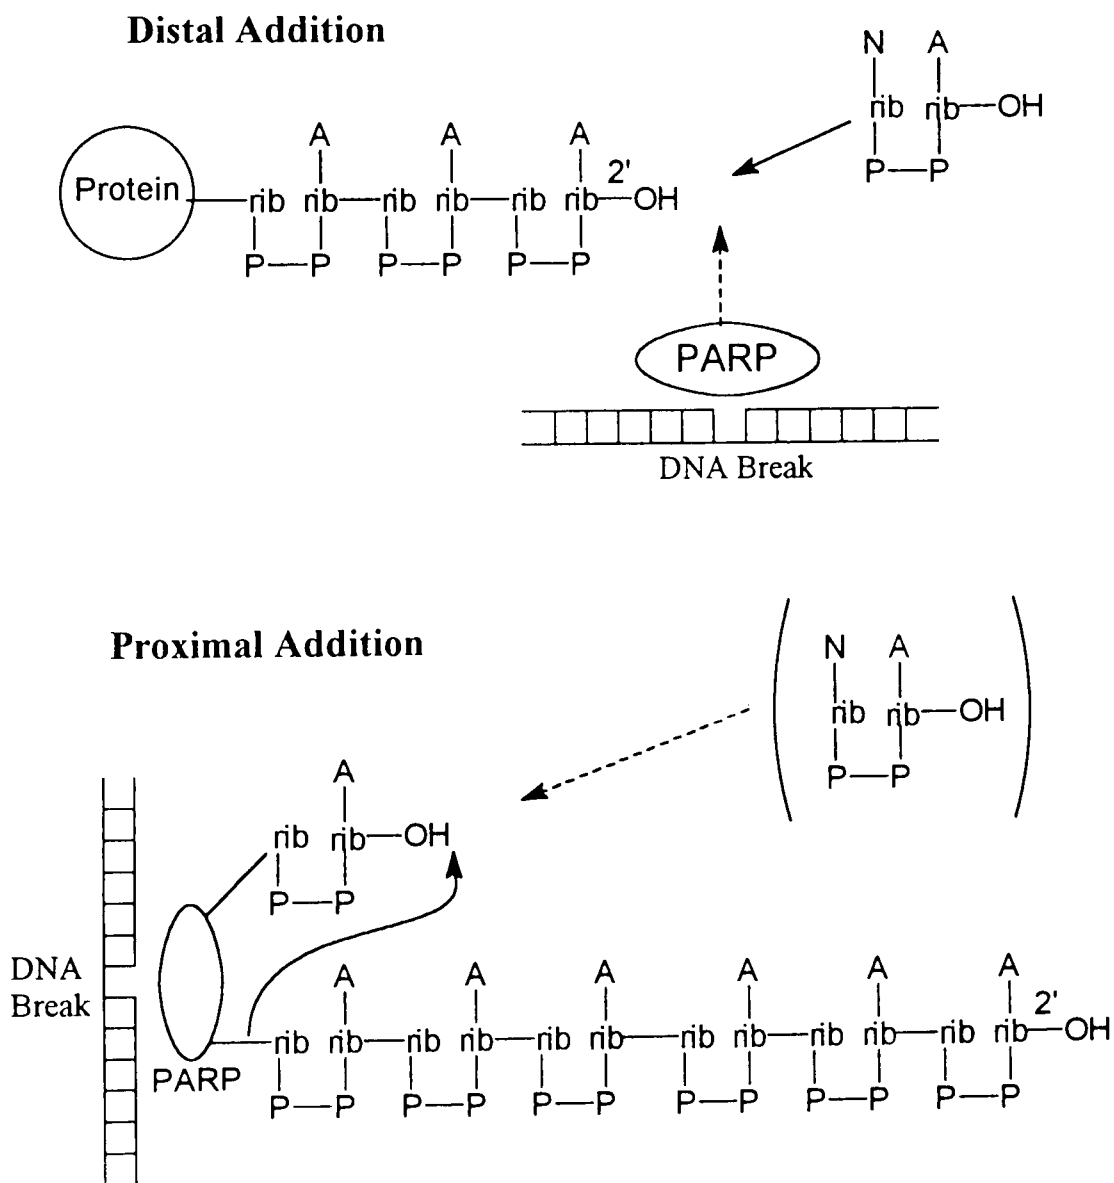 Distal Addition
N A
rib rib—OH
P—P
A A A
2'
Protein rib rib—rib rib—rib rib—OH
P—P P—P P—P
PARP
DNA Break
Proximal Addition
N A
rib rib—OH
P—P
A
rib rib—OH
P—P
DNA
Break
PARP
A A A A A A
2'
rib rib—rib rib—rib rib—rib rib—rib rib—rib rib—OH
P—P P—P P—P P—P P—P P—P